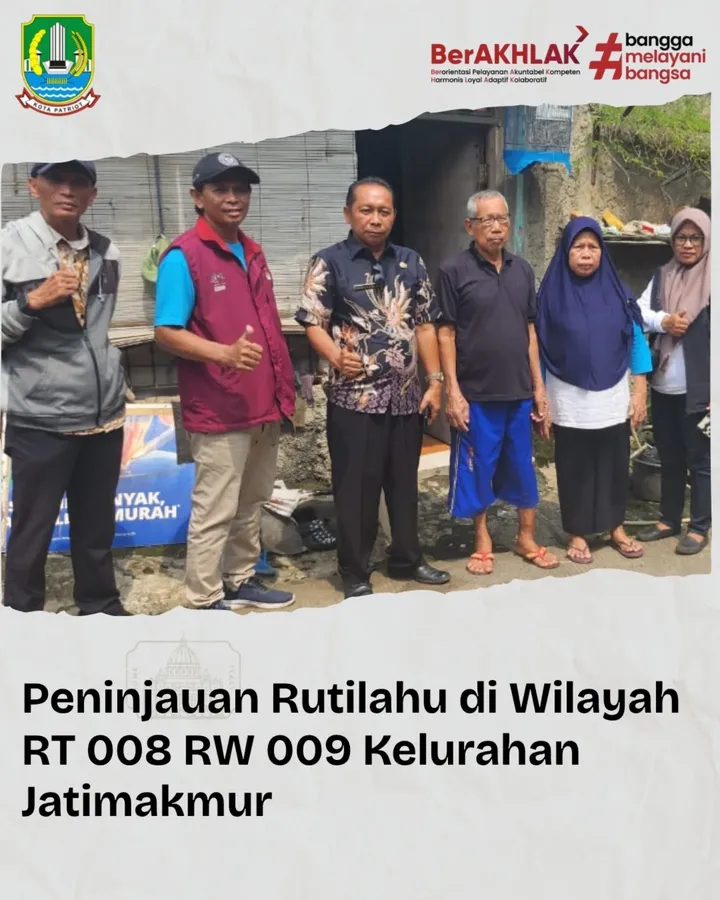 KOTA PATRIOT
BerAKHLAK
Berorientasi Pelayanan Akuntabel Kompeten
Harmonis Loyal Adaptif Kolaboratif
#bangga
melayani
bangsa
NYAK,
MURAH
Peninjauan Rutilahu di Wilayah
RT 008 RW 009 Kelurahan
Jatimakmur